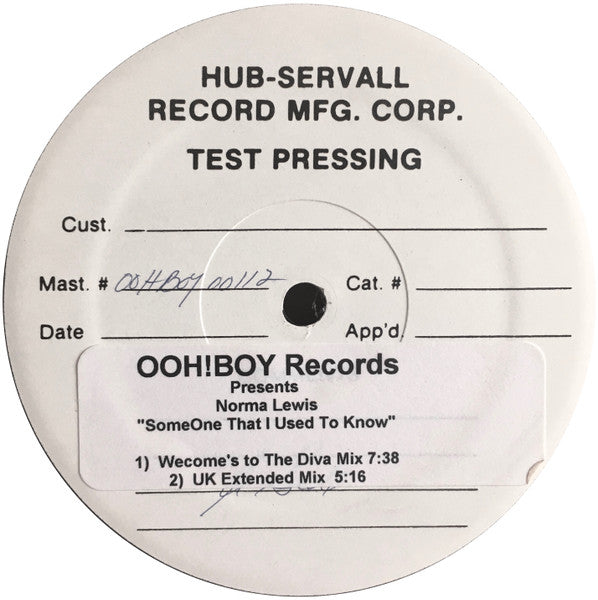 HUB-SERVALL
RECORD MFG. CORP.
TEST PRESSING
Cust.
Mast. # OOHBOY 00112 Cat. #
Date App'd
OOH!BOY Records
Presents
Norma Lewis
"SomeOne That I Used To Know"
1) Wecome's to The Diva Mix 7:38
2) UK Extended Mix 5:16